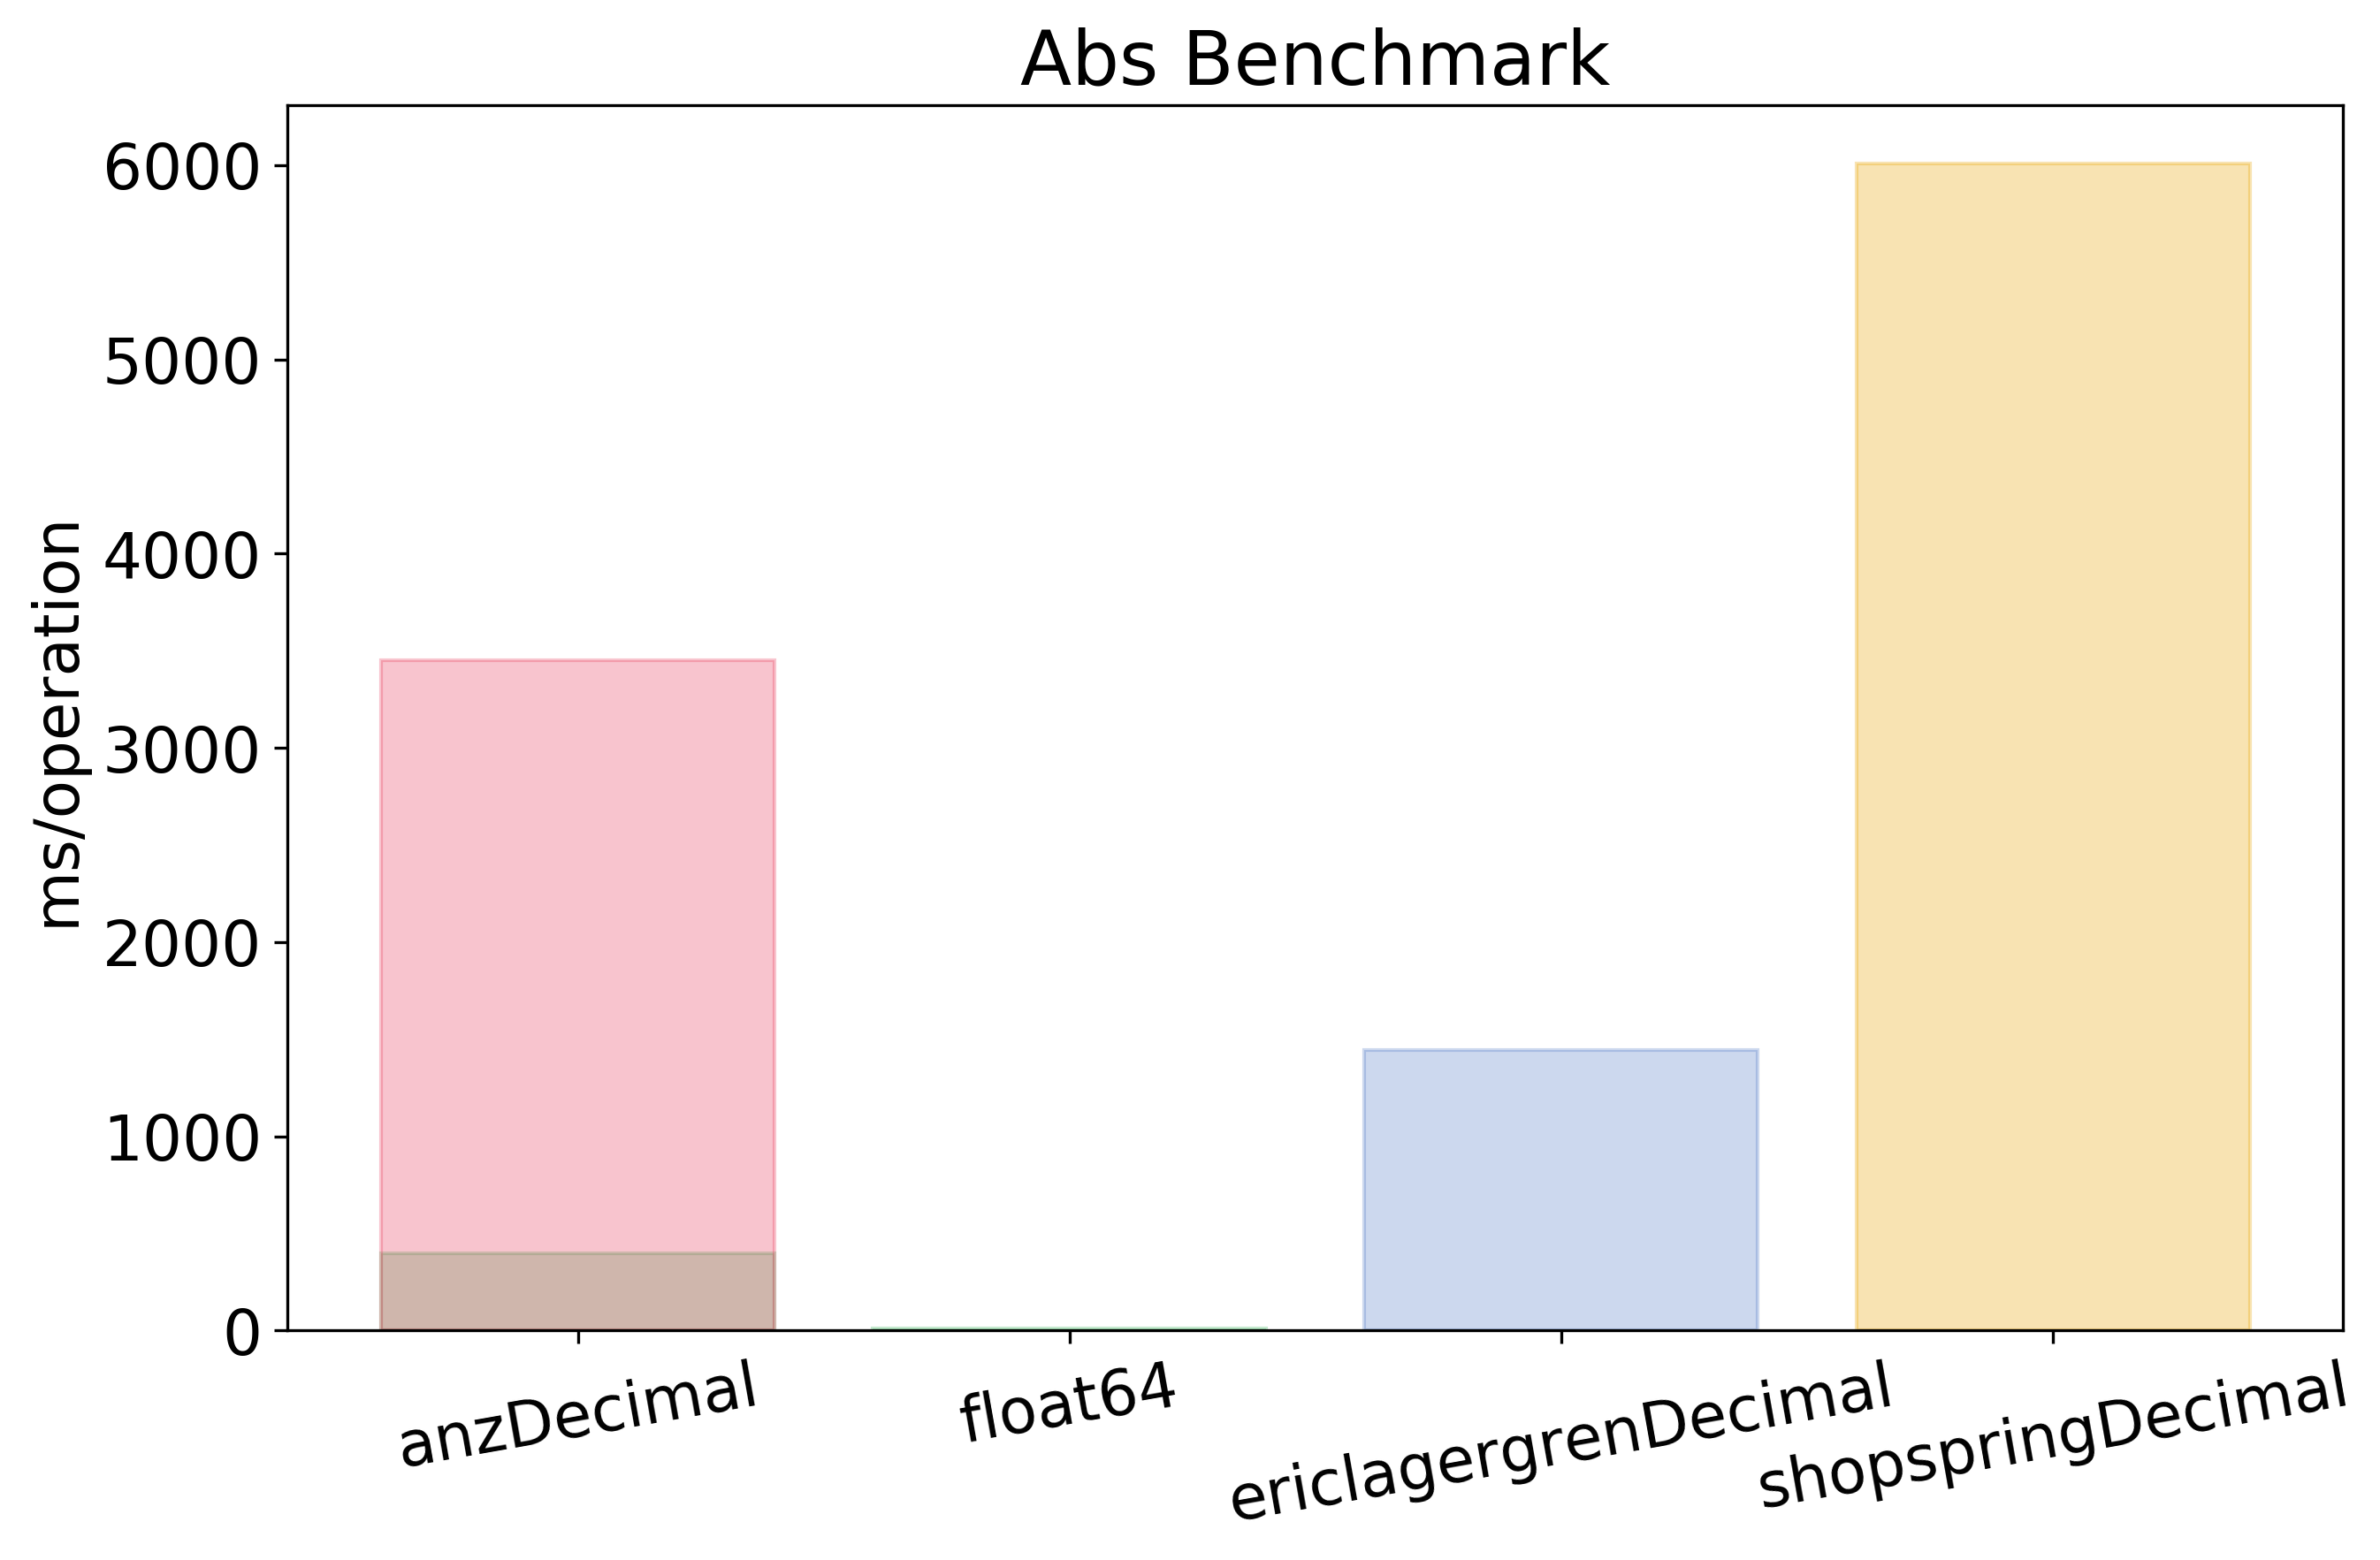 Abs Benchmark
ms/operation
6000
5000
4000
3000
2000
1000
0
anzDecimal
float64
ericlagergrenDecimal
shopspringDecimal